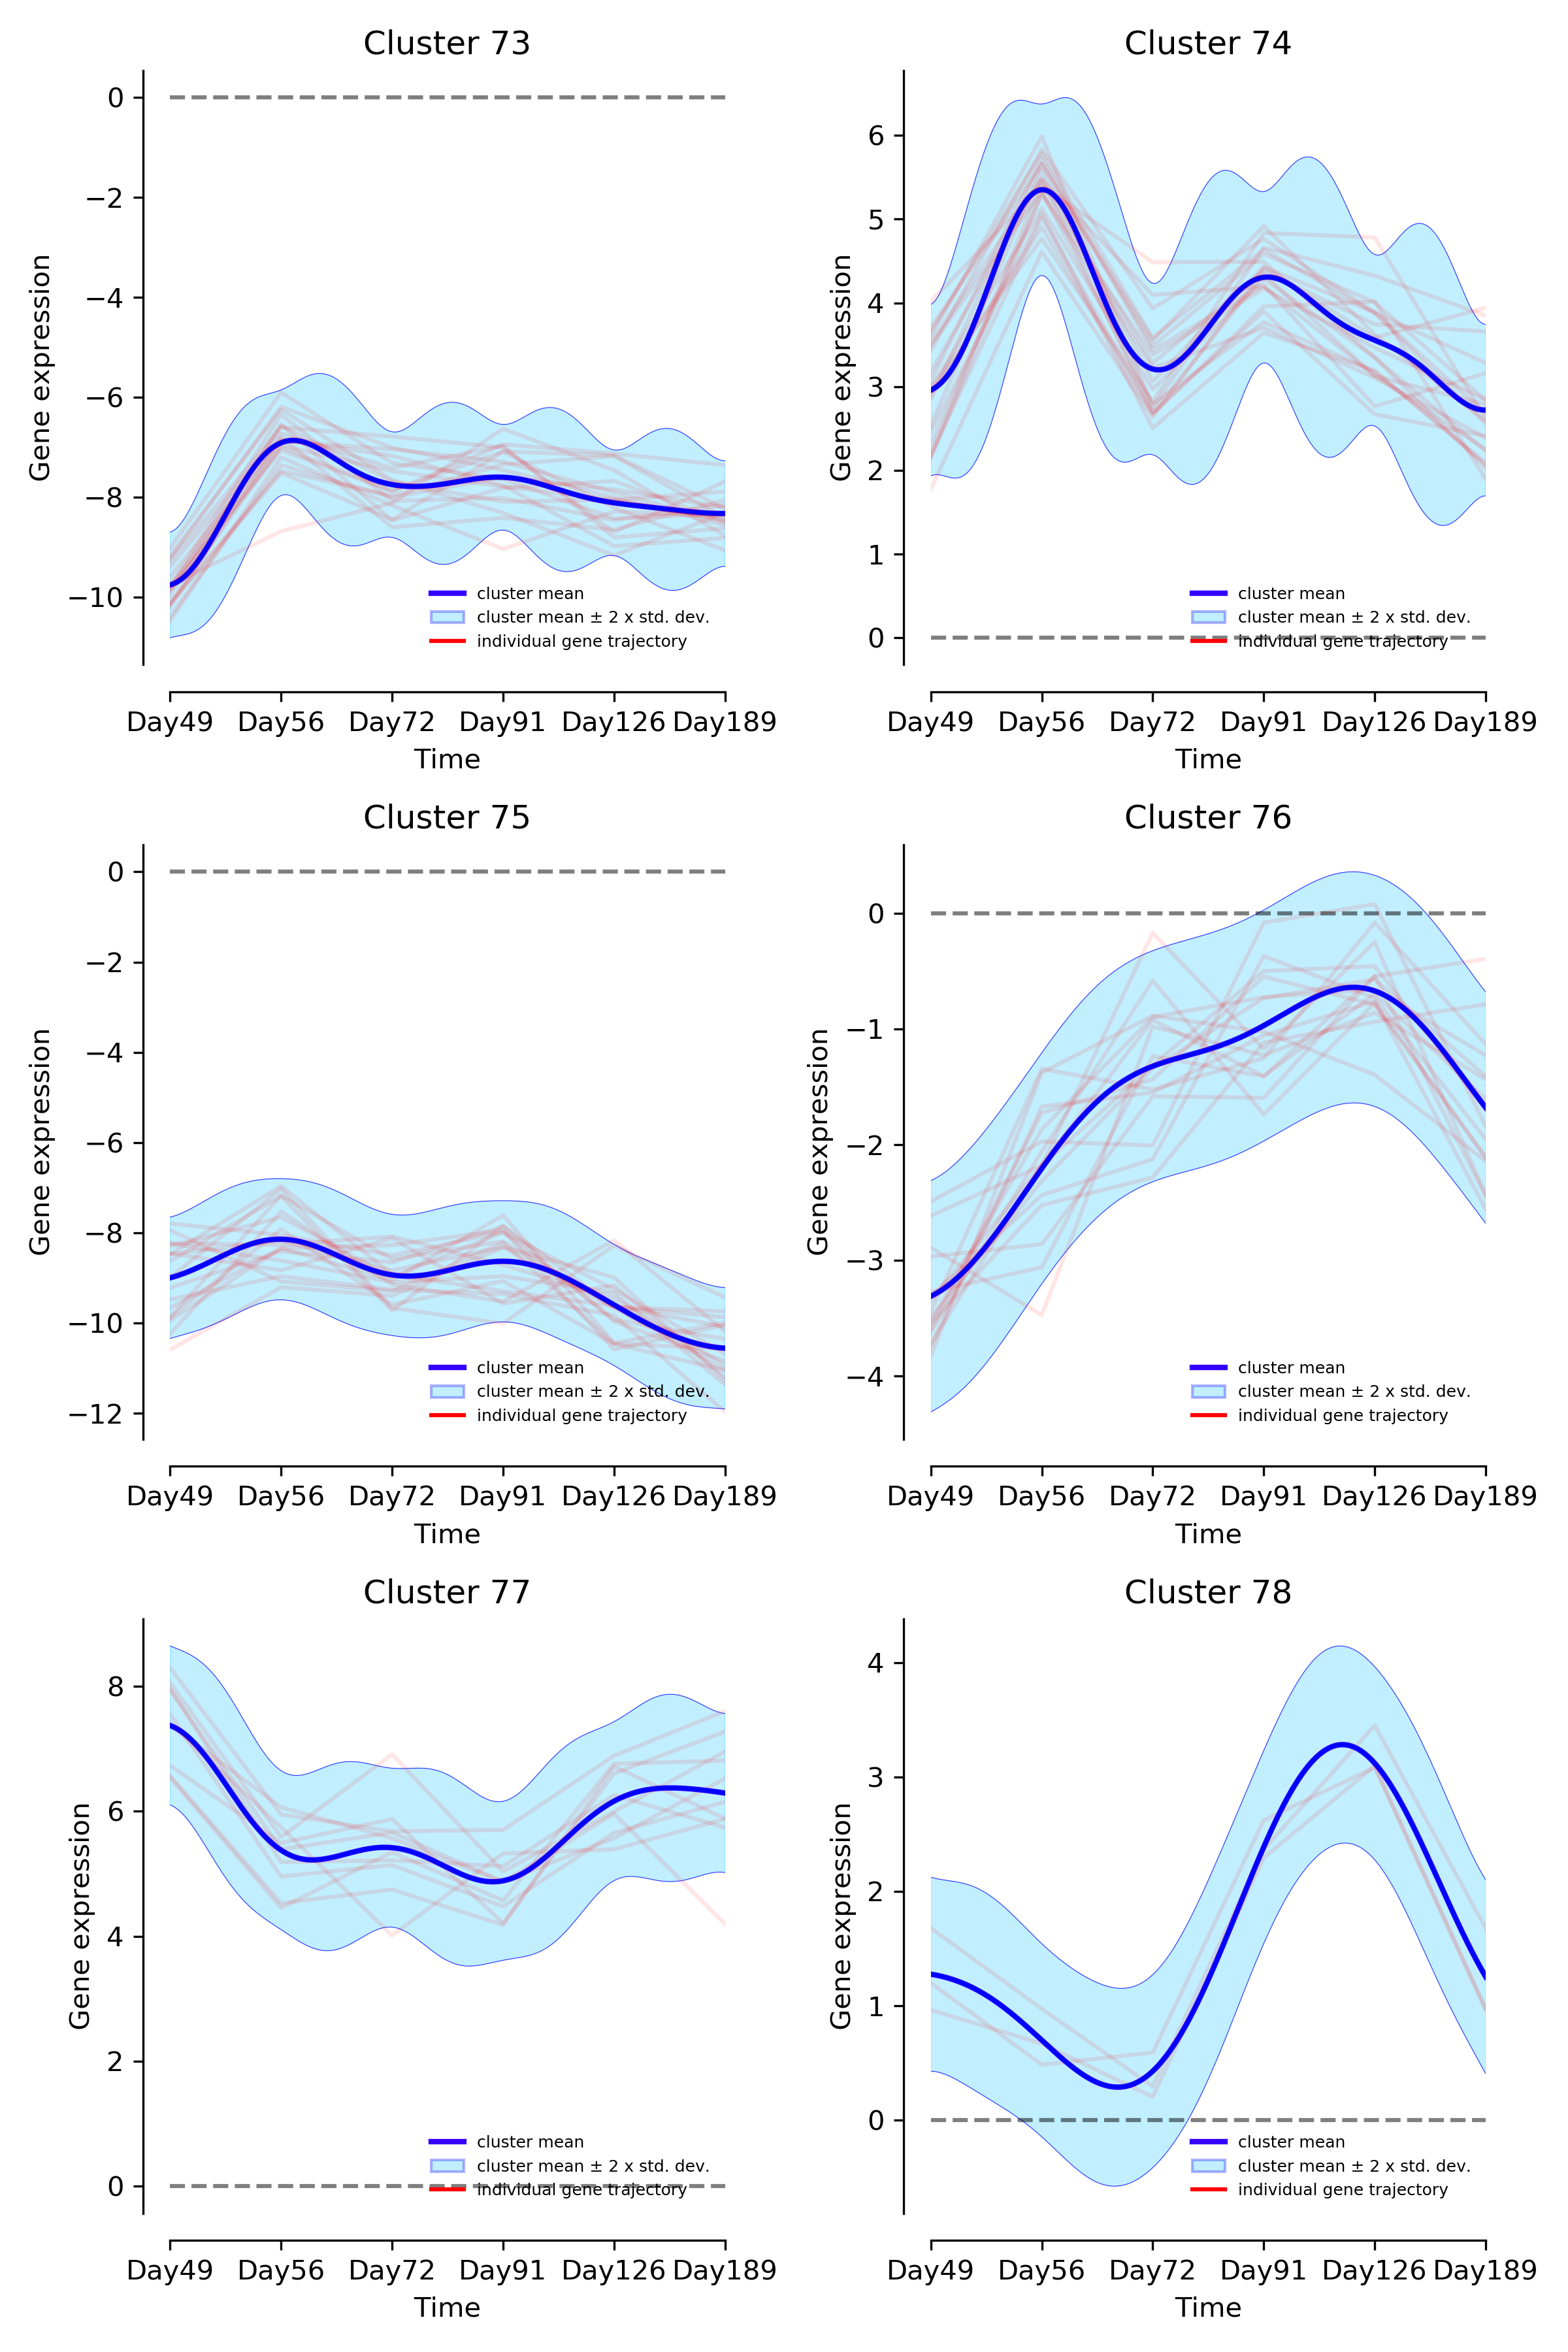 Cluster 73
0
−2
−4
−6
−8
−10
Gene expression
cluster mean
cluster mean ± 2 x std. dev.
individual gene trajectory
Day49 Day56 Day72 Day91 Day126 Day189
Time
Cluster 74
6
5
4
3
2
1
0
Gene expression
cluster mean
cluster mean ± 2 x std. dev.
individual gene trajectory
Day49 Day56 Day72 Day91 Day126 Day189
Time
Cluster 75
0
−2
−4
−6
−8
−10
−12
Gene expression
cluster mean
cluster mean ± 2 x std. dev.
individual gene trajectory
Day49 Day56 Day72 Day91 Day126 Day189
Time
Cluster 76
0
−1
−2
−3
−4
Gene expression
cluster mean
cluster mean ± 2 x std. dev.
individual gene trajectory
Day49 Day56 Day72 Day91 Day126 Day189
Time
Cluster 77
8
6
4
2
0
Gene expression
cluster mean
cluster mean ± 2 x std. dev.
individual gene trajectory
Day49 Day56 Day72 Day91 Day126 Day189
Time
Cluster 78
4
3
2
1
0
Gene expression
cluster mean
cluster mean ± 2 x std. dev.
individual gene trajectory
Day49 Day56 Day72 Day91 Day126 Day189
Time